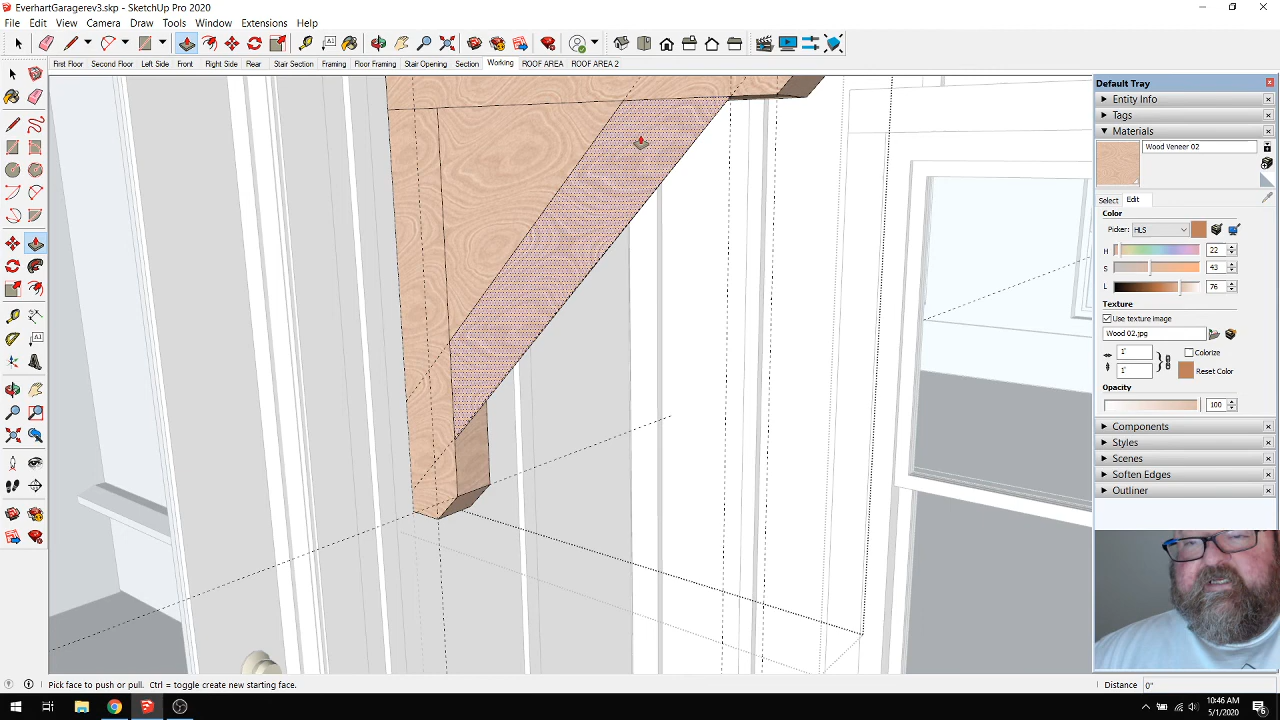 EverhartGaragerev3.skp - SketchUp Pro 2020
File Edit View Camera Draw Tools Window Extensions Help
First Floor Second Floor Left Side Front Right Side Rear Stair Section Framing Floor Framing Stair Opening Section Working ROOF AREA ROOF AREA 2
Default Tray
Entity Info
Tags
Materials
Wood Veneer 02
Select Edit
Color
Picker: HLS
H 22
S 43
L 76
Texture
Use texture image
Wood 02.jpg
1' Colorize
1' Reset Color
Opacity
100
Components
Styles
Scenes
Soften Edges
Outliner
Pick face to push or pull. Ctrl = toggle create new starting face.
Distance 0"
10:46 AM
5/1/2020